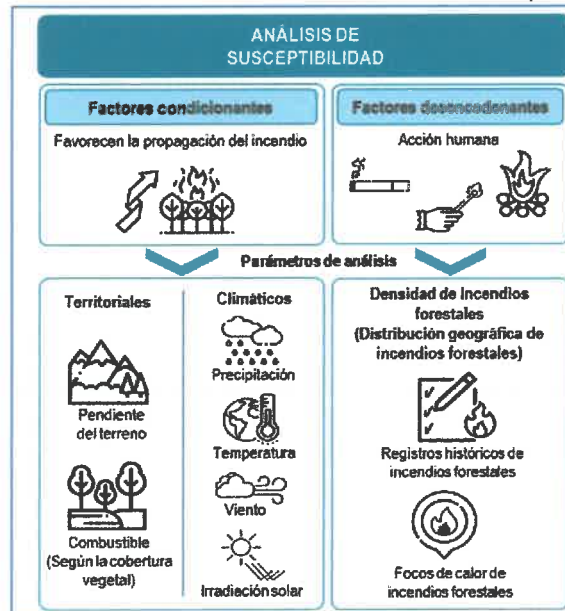 ANÁLISIS DE
SUSCEPTIBILIDAD
Factores condicionantes
Favorecen la propagación del incendio
Factores desencadenantes
Acción humana
Parámetros de análisis
Territoriales
Pendiente
del terreno
Combustible
(Según la cobertura
vegetal)
Climáticos
Precipitación
Temperatura
Viento
Irradiación solar
Densidad de incendios
forestales
(Distribución geográfica de
incendios forestales)
Registros históricos de
incendios forestales
Focos de calor de
incendios forestales